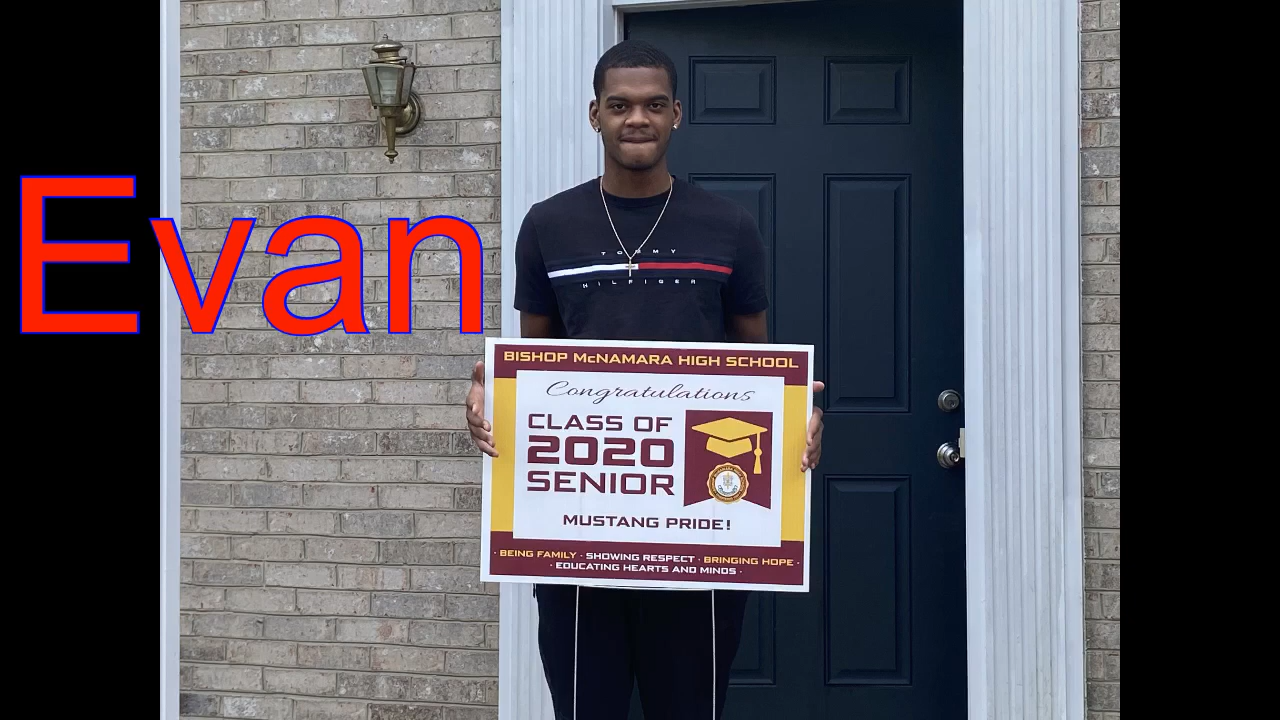 Evan
TOMMY
HILFIGER
BISHOP McNAMARA HIGH SCHOOL
Congratulations
CLASS OF
2020
SENIOR
MUSTANG PRIDE!
· BEING FAMILY · SHOWING RESPECT · BRINGING HOPE ·
· EDUCATING HEARTS AND MINDS ·